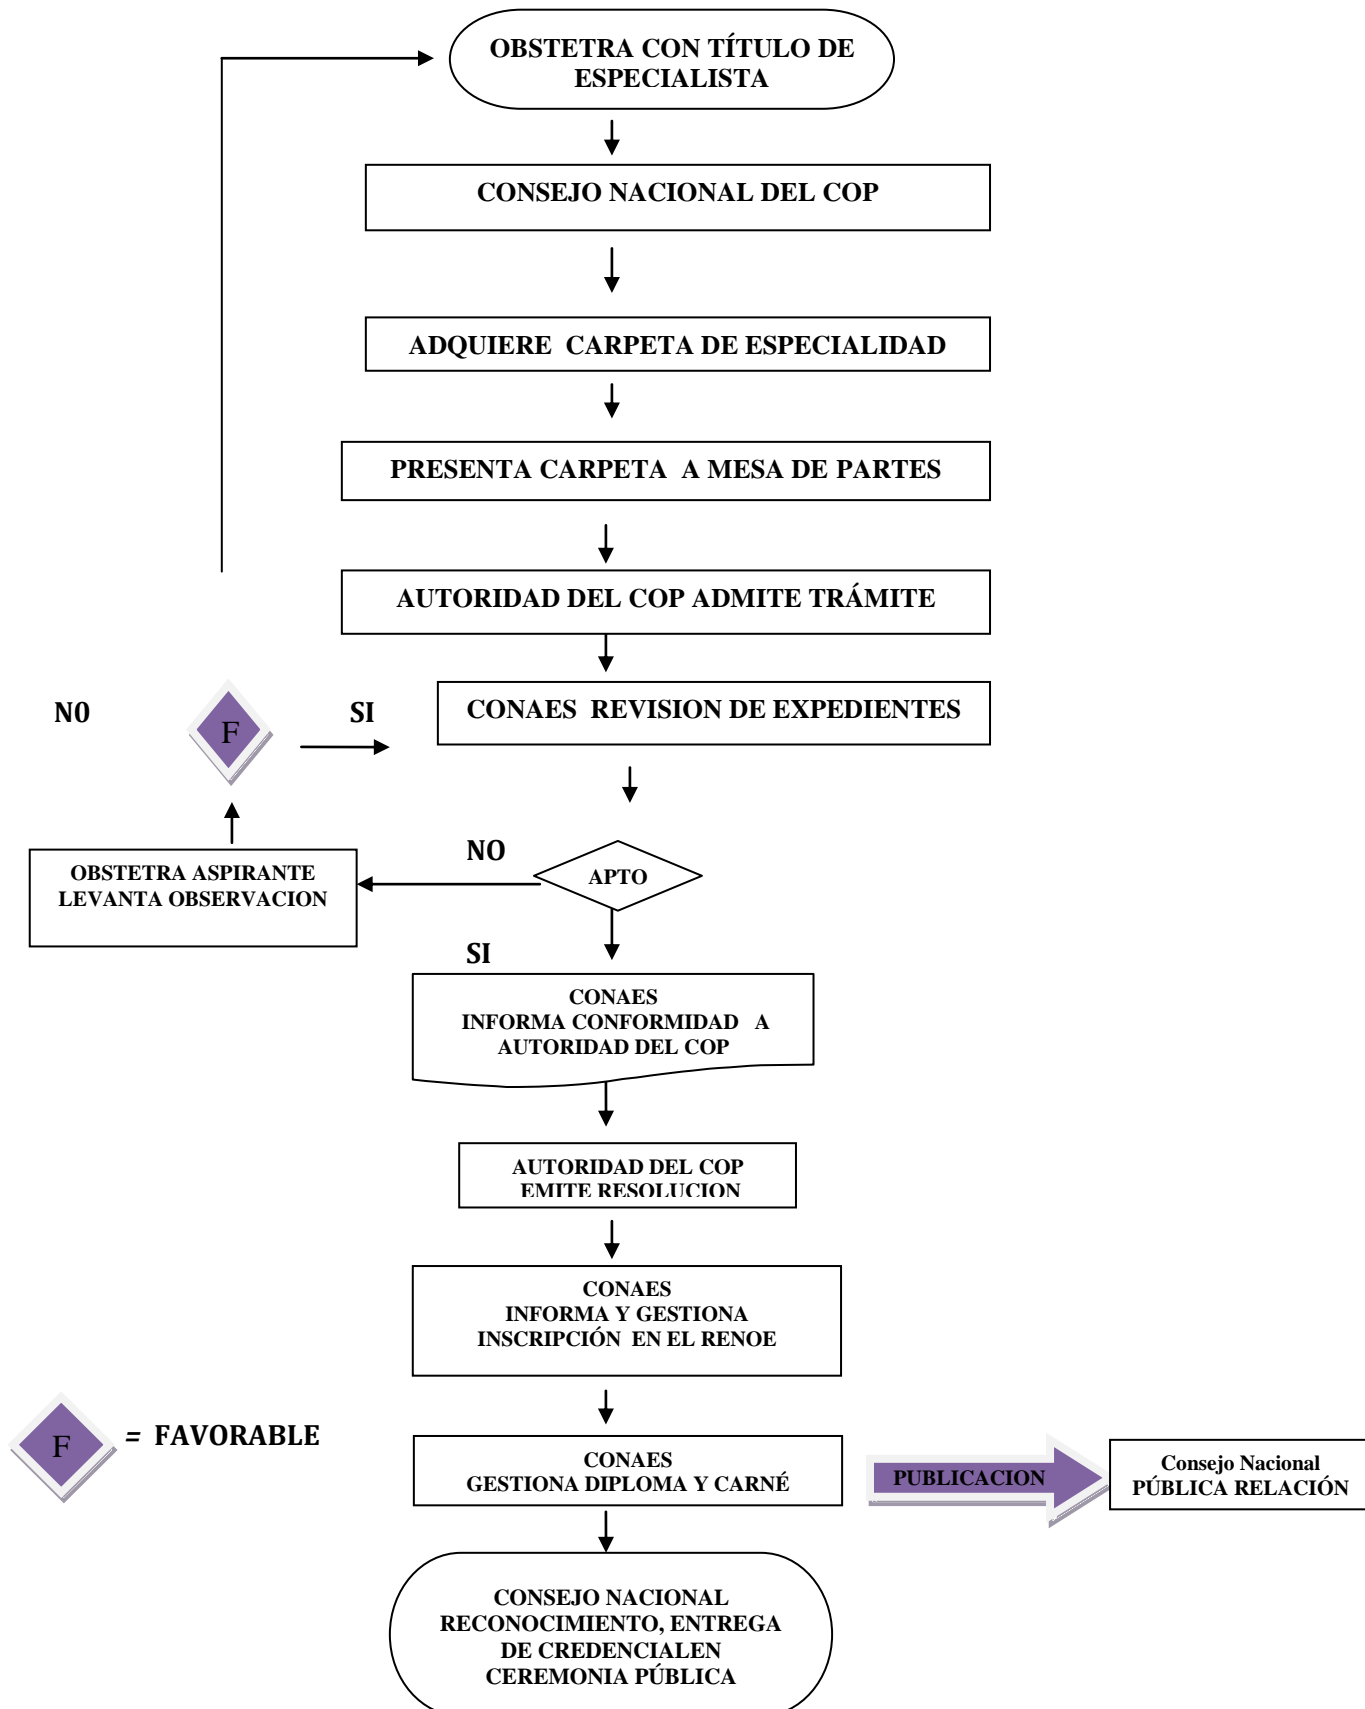 OBSTETRA CON TÍTULO DE
ESPECIALISTA
CONSEJO NACIONAL DEL COP
ADQUIERE CARPETA DE ESPECIALIDAD
PRESENTA CARPETA A MESA DE PARTES
AUTORIDAD DEL COP ADMITE TRÁMITE
N0
F
SI
CONAES REVISION DE EXPEDIENTES
OBSTETRA ASPIRANTE
LEVANTA OBSERVACION
NO
APTO
SI
CONAES
INFORMA CONFORMIDAD A
AUTORIDAD DEL COP
AUTORIDAD DEL COP
EMITE RESOLUCION
CONAES
INFORMA Y GESTIONA
INSCRIPCIÓN EN EL RENOE
F = FAVORABLE
CONAES
GESTIONA DIPLOMA Y CARNÉ
PUBLICACION
Consejo Nacional
PÚBLICA RELACIÓN
CONSEJO NACIONAL
RECONOCIMIENTO, ENTREGA
DE CREDENCIALEN
CEREMONIA PÚBLICA